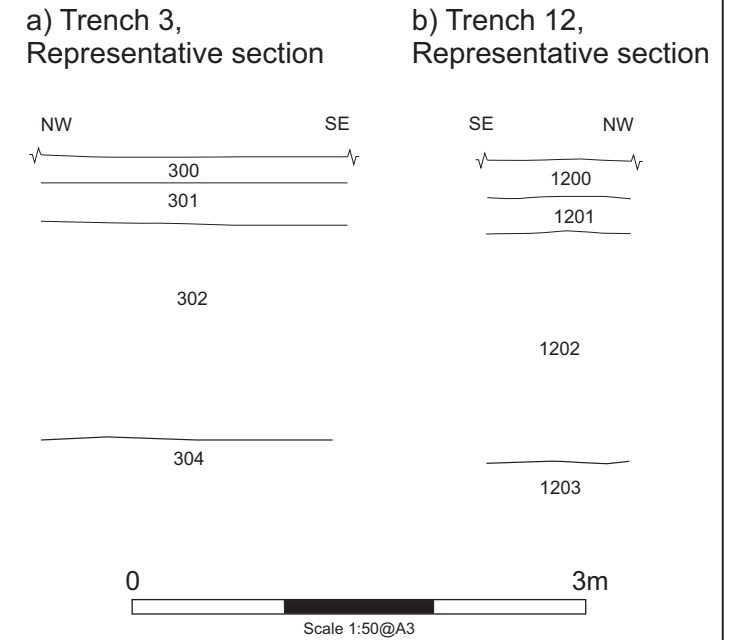 a) Trench 3,
Representative section
NW
SE
300
301
302
304
b) Trench 12,
Representative section
SE
NW
1200
1201
1202
1203
0
3m
Scale 1:50@A3